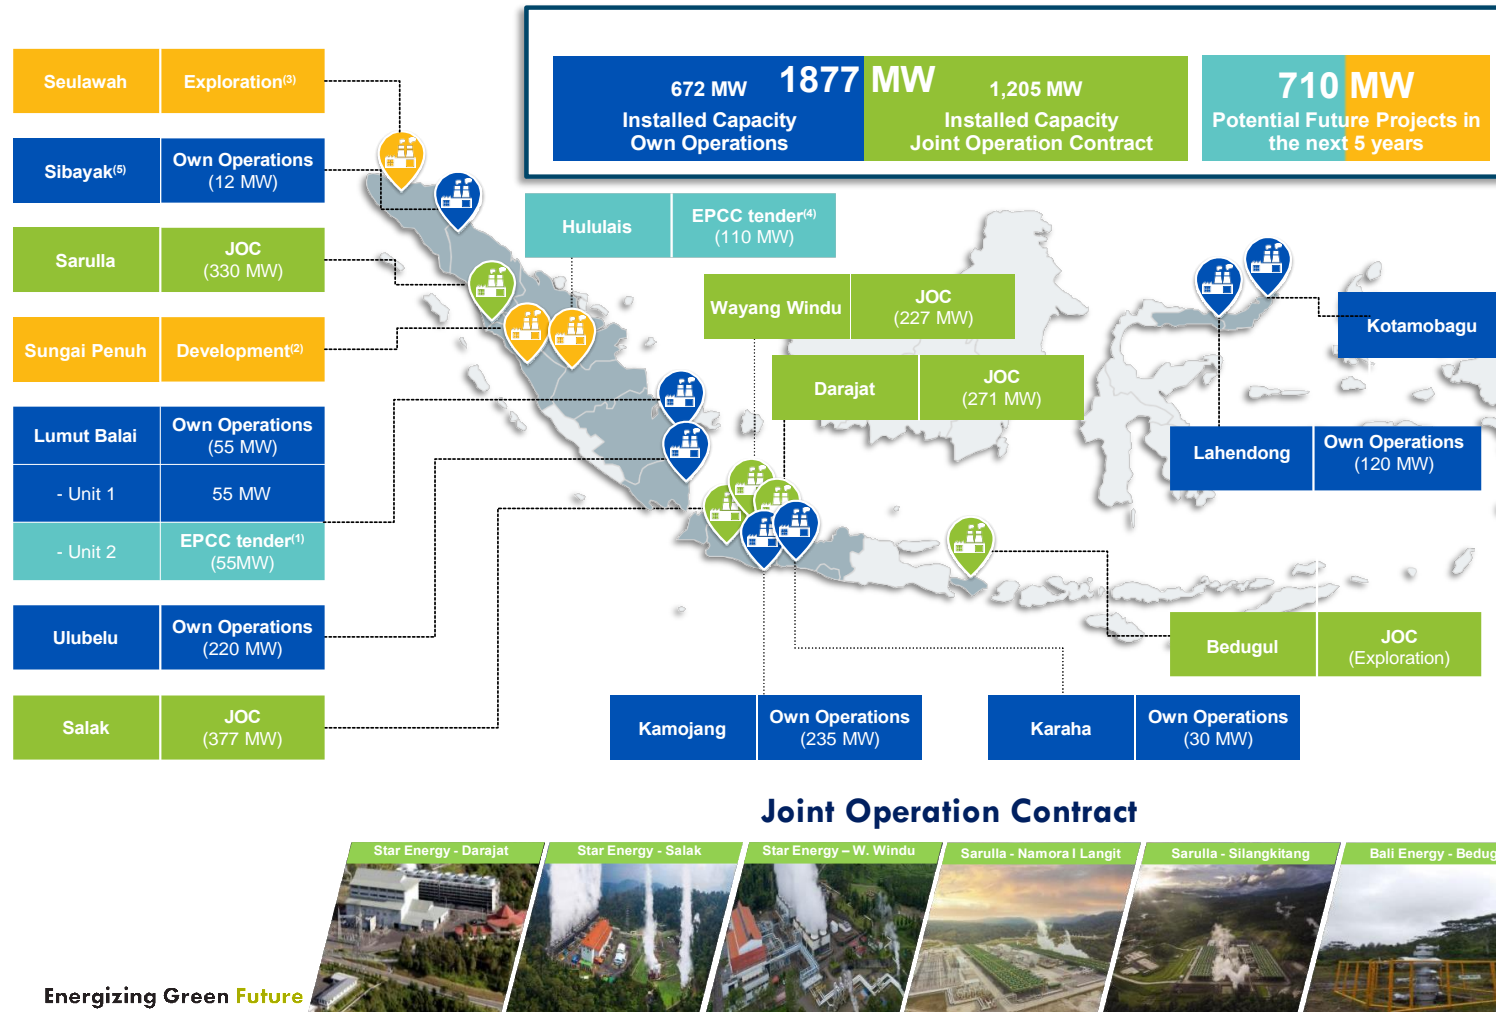 672 MW
1877 MW
1,205 MW
Installed Capacity
Own Operations
Installed Capacity
Joint Operation Contract
710 MW
Potential Future Projects in
the next 5 years
Seulawah
Exploration(3)
Sibayak(5)
Own Operations
(12 MW)
Sarulla
JOC
(330 MW)
Sungai Penuh
Development(2)
Lumut Balai
Own Operations
(55 MW)
- Unit 1
55 MW
- Unit 2
EPCC tender(1)
(55MW)
Ulubelu
Own Operations
(220 MW)
Salak
JOC
(377 MW)
Hululais
EPCC tender(4)
(110 MW)
Wayang Windu
JOC
(227 MW)
Darajat
JOC
(271 MW)
Kotamobagu
Lahendong
Own Operations
(120 MW)
Bedugul
JOC
(Exploration)
Kamojang
Own Operations
(235 MW)
Karaha
Own Operations
(30 MW)
Joint Operation Contract
Star Energy - Darajat
Star Energy - Salak
Star Energy – W. Windu
Sarulla - Namora I Langit
Sarulla - Silangkitang
Bali Energy - Bedug
Energizing Green Future